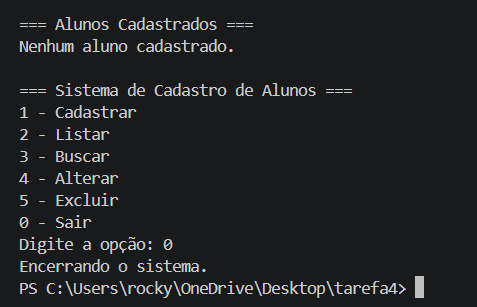 === Alunos Cadastrados ===
Nenhum aluno cadastrado.
=== Sistema de Cadastro de Alunos ===
1 - Cadastrar
2 - Listar
3 - Buscar
4 - Alterar
5 - Excluir
0 - Sair
Digite a opção: 0
Encerrando o sistema.
PS C:\Users\rocky\OneDrive\Desktop\tarefa4>